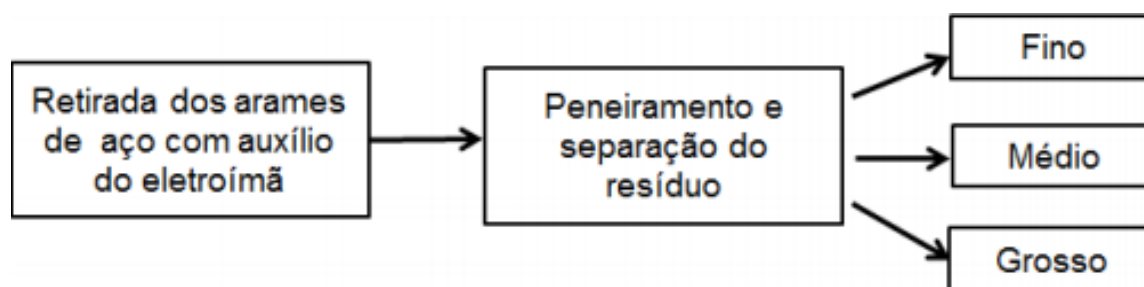 Retirada dos arames
de aço com auxílio
do eletroímã
Peneiramento e
separação do
resíduo
Fino
Médio
Grosso